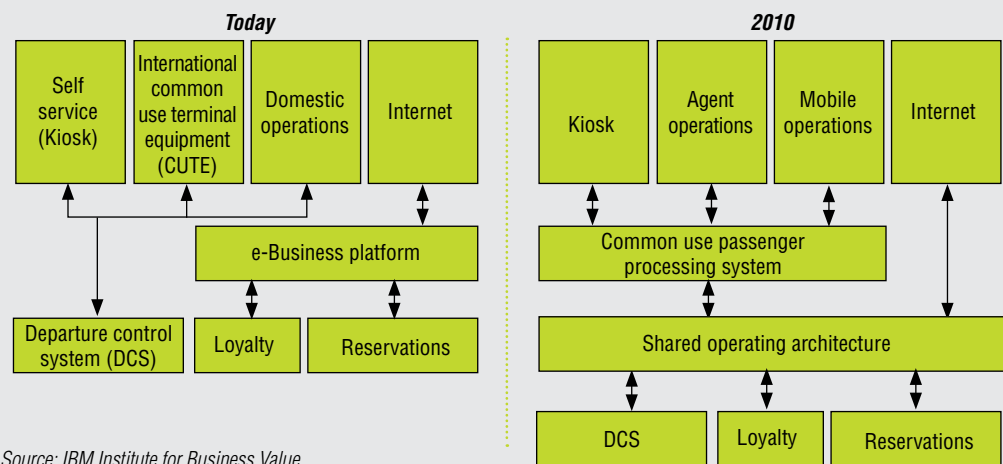 Today
Self
service
(Kiosk)
International
common
use terminal
equipment
(CUTE)
Domestic
operations
Internet
e-Business platform
Departure control
system (DCS)
Loyalty
Reservations
2010
Kiosk
Agent
operations
Mobile
operations
Internet
Common use passenger
processing system
Shared operating architecture
DCS
Loyalty
Reservations
Source: IBM Institute for Business Value